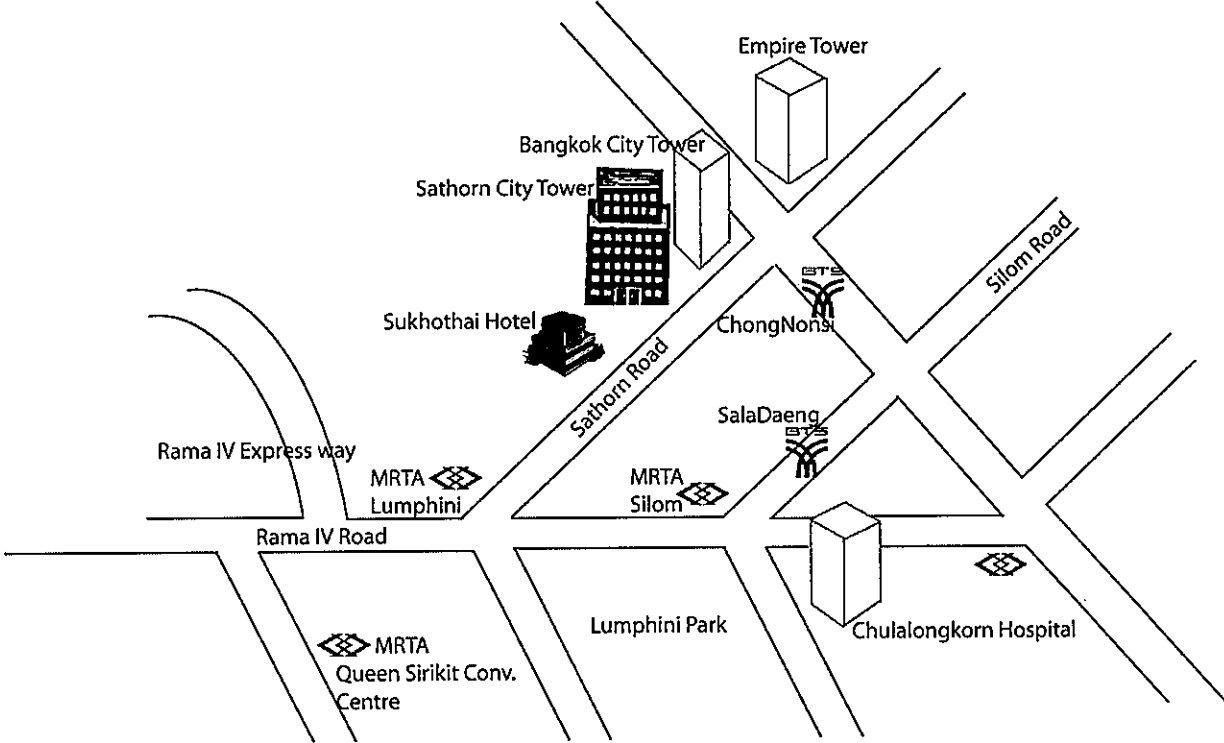 Empire Tower
Bangkok City Tower
Sathorn City Tower
Silom Road
BTS
ChongNonsi
Sukhothai Hotel
Sathorn Road
SalaDaeng
BTS
Rama IV Express way
MRTA
Lumphini
MRTA
Silom
Rama IV Road
Lumphini Park
Chulalongkorn Hospital
MRTA
Queen Sirikit Conv.
Centre